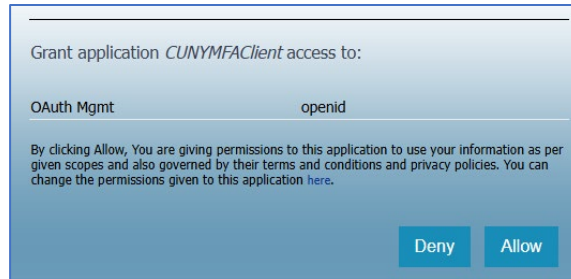 Grant application CUNYMFAClient access to:
OAuth Mgmt openid
By clicking Allow, You are giving permissions to this application to use your information as per
given scopes and also governed by their terms and conditions and privacy policies. You can
change the permissions given to this application here.
Deny Allow